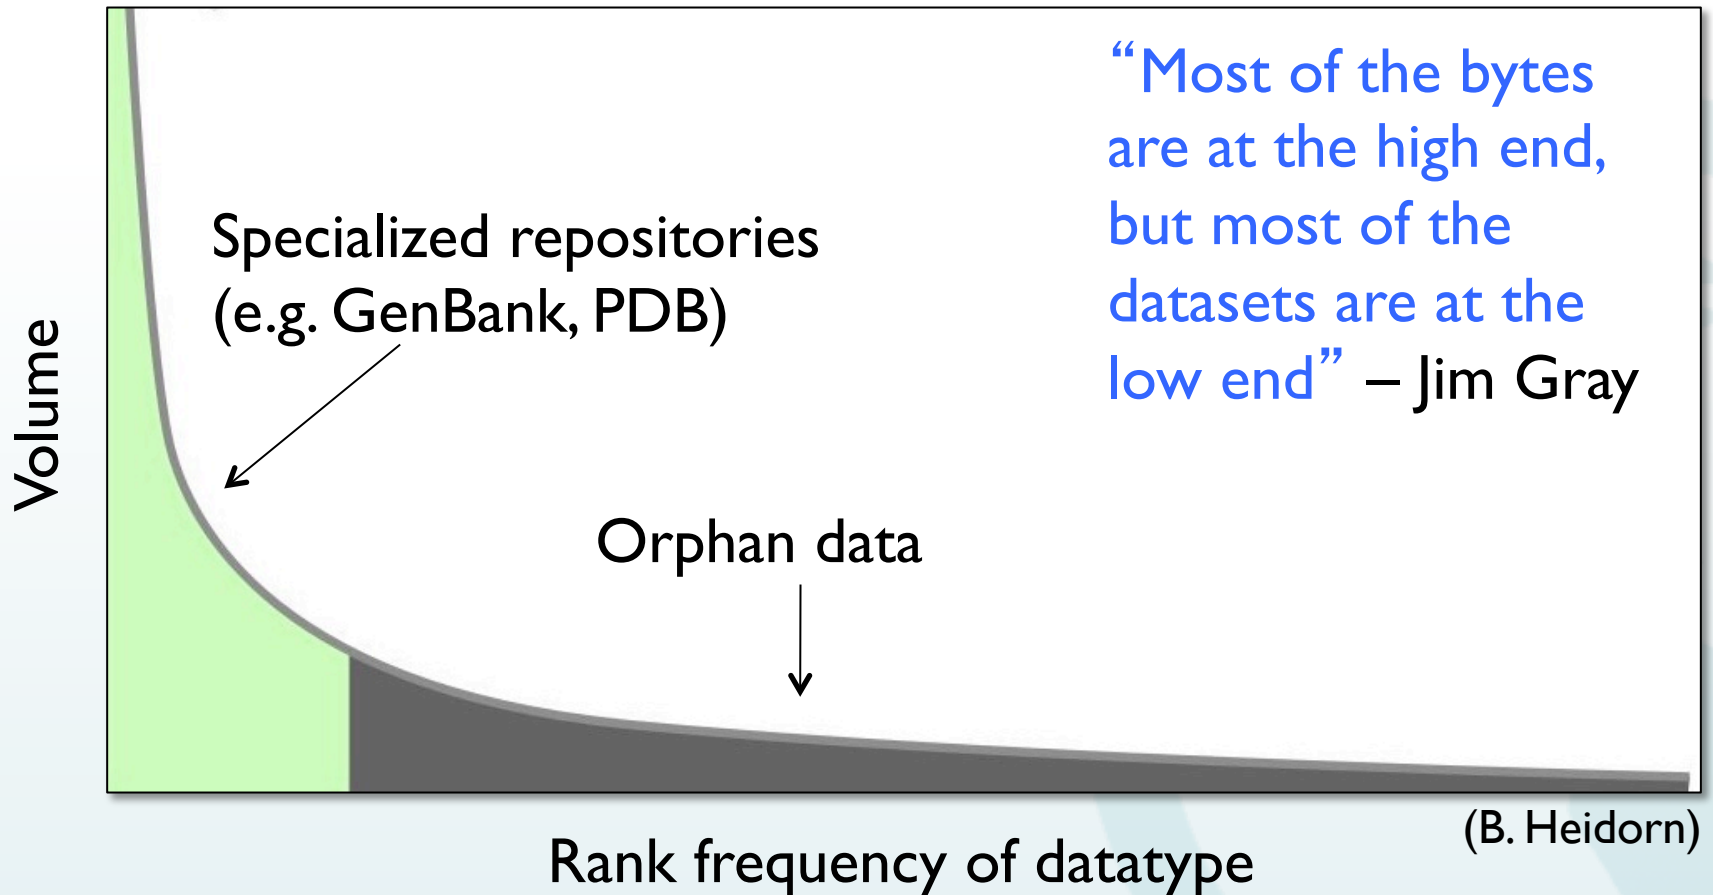 “Most of the bytes
are at the high end,
but most of the
datasets are at the
low end” – Jim Gray
Specialized repositories
(e.g. GenBank, PDB)
Orphan data
Volume
Rank frequency of datatype
(B. Heidorn)